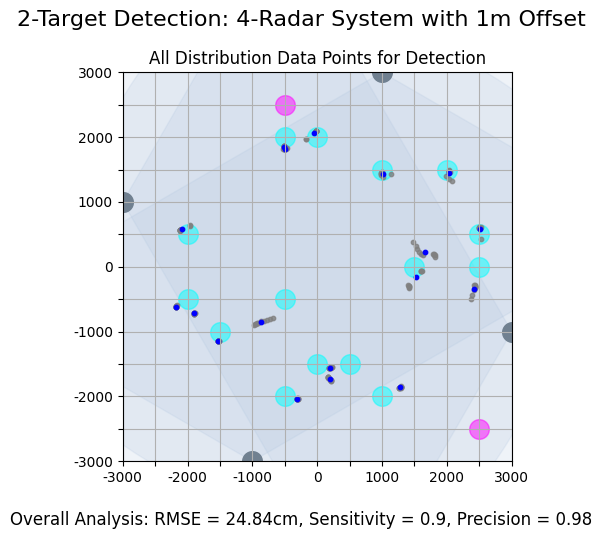 2-Target Detection: 4-Radar System with 1m Offset
All Distribution Data Points for Detection
3000
2000
1000
0
-1000
-2000
-3000
-3000 -2000 -1000 0 1000 2000 3000
Overall Analysis: RMSE = 24.84cm, Sensitivity = 0.9, Precision = 0.98